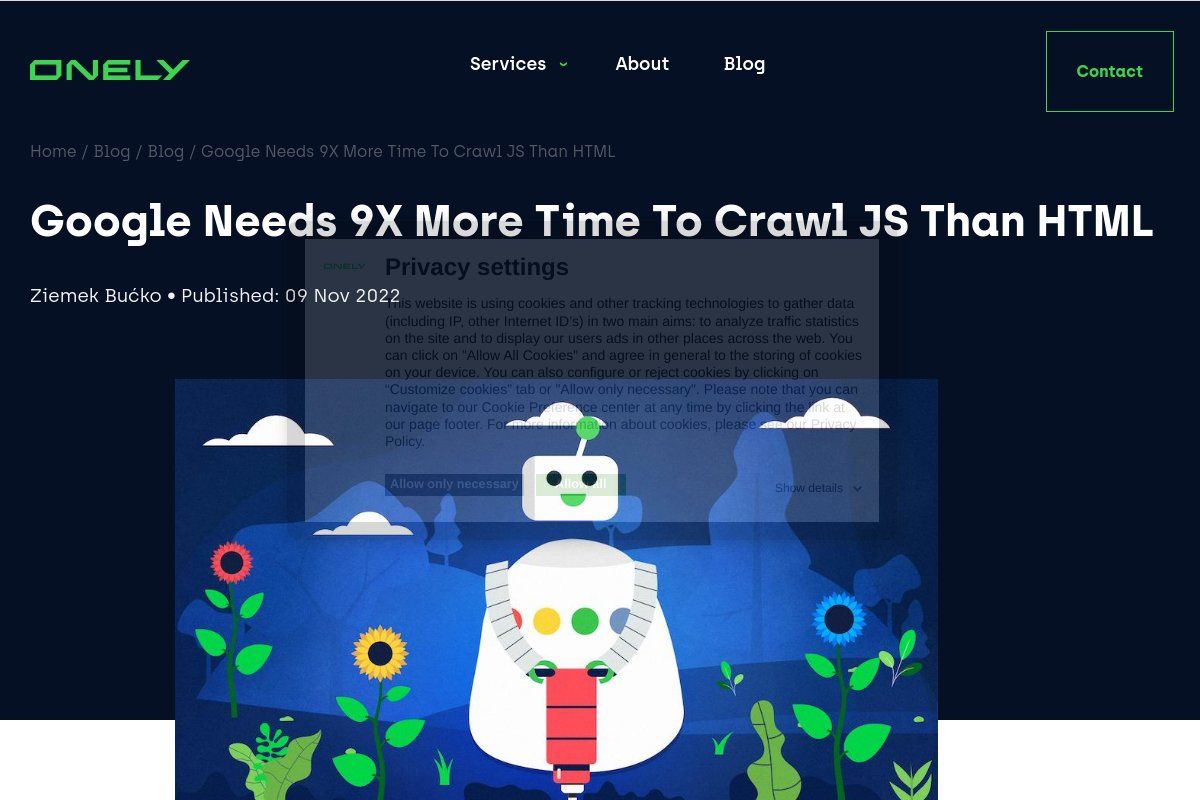 ONELY
Services
About
Blog
Contact
Home / Blog / Blog / Google Needs 9X More Time To Crawl JS Than HTML
Google Needs 9X More Time To Crawl JS Than HTML
Ziemek Bućko • Published: 09 Nov 2022
ONELY
Privacy settings
This website is using cookies and other tracking technologies to gather data
(including IP, other Internet ID's) in two main aims: to analyze traffic statistics
on the site and to display our users ads in other places across the web. You
can click on "Allow All Cookies" and agree in general to the storing of cookies
on your device. You can also configure or reject cookies by clicking on
"Customize cookies" tab or "Allow only necessary". Please note that you can
navigate to our Cookie Preference center at any time by clicking the link at
our page footer. For more information about cookies, please see our Privacy
Policy.
Allow only necessary
Allow all
Show details